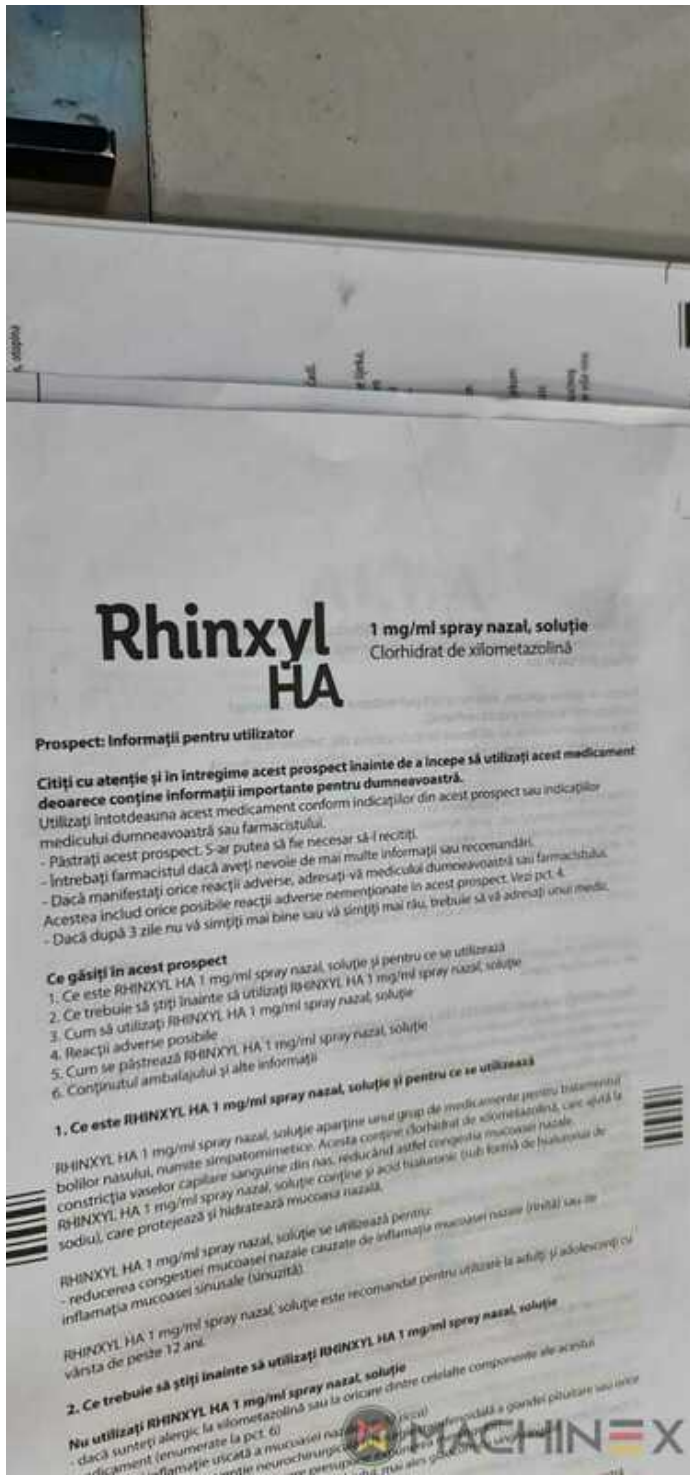 Rhinxyl
HA
1 mg/ml spray nazal, soluție
Clorhidrat de xilometazolină
Prospect: Informații pentru utilizator
Citiți cu atenție și în întregime acest prospect înainte de a începe să utilizați acest medicament
deoarece conține informații importante pentru dumneavoastră.
Utilizați întotdeauna acest medicament conform indicațiilor din acest prospect sau indicațiilor
medicului dumneavoastră sau farmacistului.
- Păstrați acest prospect. S-ar putea să fie necesar să-l recitiți.
- Întrebați farmacistul dacă aveți nevoie de mai multe informații sau recomandări.
- Dacă manifestați orice reacții adverse, adresați-vă medicului dumneavoastră sau farmacistului.
Acestea includ orice posibile reacții adverse nemenționate în acest prospect. Vezi pct. 4.
- Dacă după 3 zile nu vă simțiți mai bine sau vă simțiți mai rău, trebuie să vă adresați unui medic.
Ce găsiți în acest prospect
1. Ce este RHINXYL HA 1 mg/ml spray nazal, soluție și pentru ce se utilizează
2. Ce trebuie să știți înainte să utilizați RHINXYL HA 1 mg/ml spray nazal, soluție
3. Cum să utilizați RHINXYL HA 1 mg/ml spray nazal, soluție
4. Reacții adverse posibile
5. Cum se păstrează RHINXYL HA 1 mg/ml spray nazal, soluție
6. Conținutul ambalajului și alte informații
1. Ce este RHINXYL HA 1 mg/ml spray nazal, soluție și pentru ce se utilizează
RHINXYL HA 1 mg/ml spray nazal, soluție aparține unui grup de medicamente pentru tratamentul
bolilor nasului, numite simpatomimetice. Acesta conține clorhidrat de xilometazolină, care ajută la
constricția vaselor capilare sanguine din nas, reducând astfel congestia mucoasei nazale.
RHINXYL HA 1 mg/ml spray nazal, soluție conține și acid hialuronic (sub formă de hialuronat de
sodiu), care protejează și hidratează mucoasa nazală.
RHINXYL HA 1 mg/ml spray nazal, soluție se utilizează pentru:
- reducerea congestiei mucoasei nazale cauzate de inflamația mucoasei nazale (rinită) sau de
inflamația mucoasei sinusale (sinuzită)
RHINXYL HA 1 mg/ml spray nazal, soluție este recomandat pentru utilizare la adulți și adolescenți cu
vârsta de peste 12 ani.
2. Ce trebuie să știți înainte să utilizați RHINXYL HA 1 mg/ml spray nazal, soluție
Nu utilizați RHINXYL HA 1 mg/ml spray nazal, soluție
- dacă sunteți alergic la xilometazolină sau la oricare dintre celelalte componente ale acestui
(enumerate la pct. 6)
uscată a mucoasei
a glandei pituitare sau orice
MACHINEX